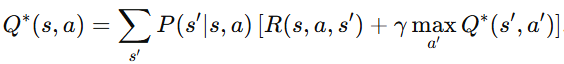 Q*(s, a) = ∑_{s'} P(s'|s, a) [R(s, a, s') + γ max_{a'} Q*(s', a')]